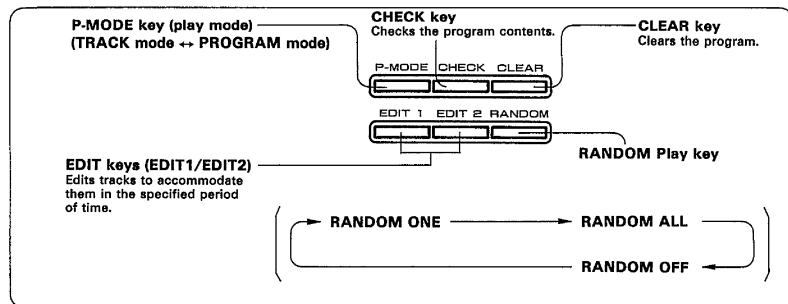 P-MODE key (play mode)
(TRACK mode ↔ PROGRAM mode)
CHECK key
Checks the program contents.
CLEAR key
Clears the program.
P-MODE CHECK CLEAR
EDIT 1 EDIT 2 RANDOM
EDIT keys (EDIT1/EDIT2)
Edits tracks to accommodate
them in the specified period
of time.
RANDOM Play key
RANDOM ONE
RANDOM ALL
RANDOM OFF